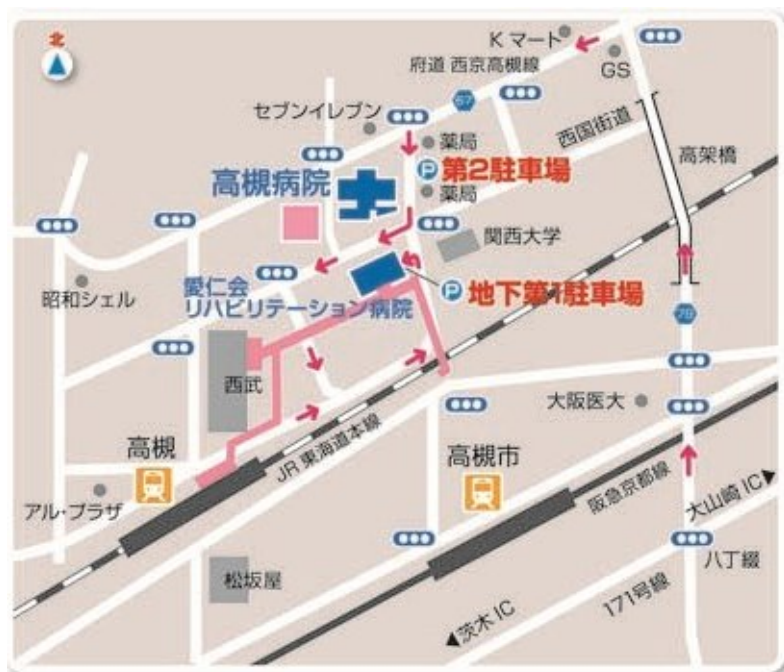 北
Kマート
府道 西京高槻線
GS
67
セブンイレブン
薬局
西国街道
P 第2駐車場
高架橋
高槻病院
薬局
関西大学
昭和シェル
愛仁会
リハビリテーション病院
P 地下第1駐車場
79
西武
大阪医大
JR東海道本線
高槻
高槻市
アル・プラザ
阪急京都線
大山崎IC▶
松坂屋
八丁畷
171号線
◀茨木IC